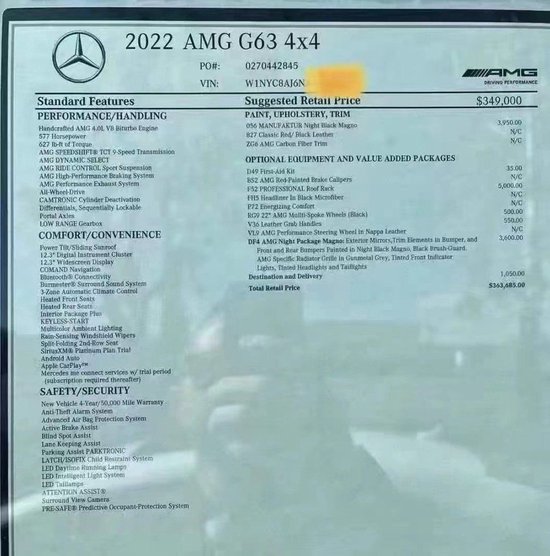 2022 AMG G63 4x4
PO#: 0270442845
VIN: W1NYC8AJ6N
AMG
DRIVING PERFORMANCE
Standard Features
Suggested Retail Price $349,000
PERFORMANCE/HANDLING
Handcrafted AMG 4.0L V8 Biturbo Engine
577 Horsepower
627 lb-ft of Torque
AMG SPEEDSHIFT® TCT 9-Speed Transmission
AMG DYNAMIC SELECT
AMG RIDE CONTROL Sport Suspension
AMG High-Performance Braking System
AMG Performance Exhaust System
All-Wheel-Drive
CAMTRONIC Cylinder Deactivation
Differentials, Sequentially Lockable
Portal Axles
LOW RANGE Gearbox
COMFORT/CONVENIENCE
Power Tilt/Sliding Sunroof
12.3" Digital Instrument Cluster
12.3" Widescreen Display
COMAND Navigation
Bluetooth® Connectivity
Burmester® Surround Sound System
3-Zone Automatic Climate Control
Heated Front Seats
Heated Rear Seats
Interior Package Plus
KEYLESS-START
Multicolor Ambient Lighting
Rain-Sensing Windshield Wipers
Split-Folding 2nd-Row Seat
SiriusXM® Platinum Plan Trial
Android Auto
Apple CarPlay™
Mercedes me connect services w/ trial period
(subscription required thereafter)
SAFETY/SECURITY
New Vehicle 4-Year/50,000 Mile Warranty
Anti-Theft Alarm System
Advanced Air Bag Protection System
Active Brake Assist
Blind Spot Assist
Lane Keeping Assist
Parking Assist PARKTRONIC
LATCH/ISOFIX Child Restraint System
LED Daytime Running Lamps
LED Intelligent Light System
LED Taillamps
ATTENTION ASSIST®
Surround View Camera
PRE-SAFE® Predictive Occupant-Protection System
PAINT, UPHOLSTERY, TRIM
056 MANUFAKTUR Night Black Magno 3,950.00
827 Classic Red/ Black Leather N/C
ZG6 AMG Carbon Fiber Trim N/C
OPTIONAL EQUIPMENT AND VALUE ADDED PACKAGES
D49 First-Aid Kit 35.00
BS2 AMG Red-Painted Brake Calipers N/C
F52 PROFESSIONAL Roof Rack 5,000.00
FH5 Headliner In Black Microfiber N/C
P72 Energizing Comfort N/C
RG9 22" AMG Multi-Spoke Wheels (Black) 500.00
V36 Leather Grab Handles 550.00
VL9 AMG Performance Steering Wheel in Nappa Leather N/C
DF4 AMG Night Package Magno: Exterior Mirrors,Trim Elements in Bumper, and 3,600.00
Front and Rear Bumpers Painted in Night Black Magno, Black Brush-Guard,
AMG Specific Radiator Grille in Gunmetal Grey, Tinted Front Indicator
Lights, Tinted Headlights and Taillights
Destination and Delivery 1,050.00
Total Retail Price $363,685.00